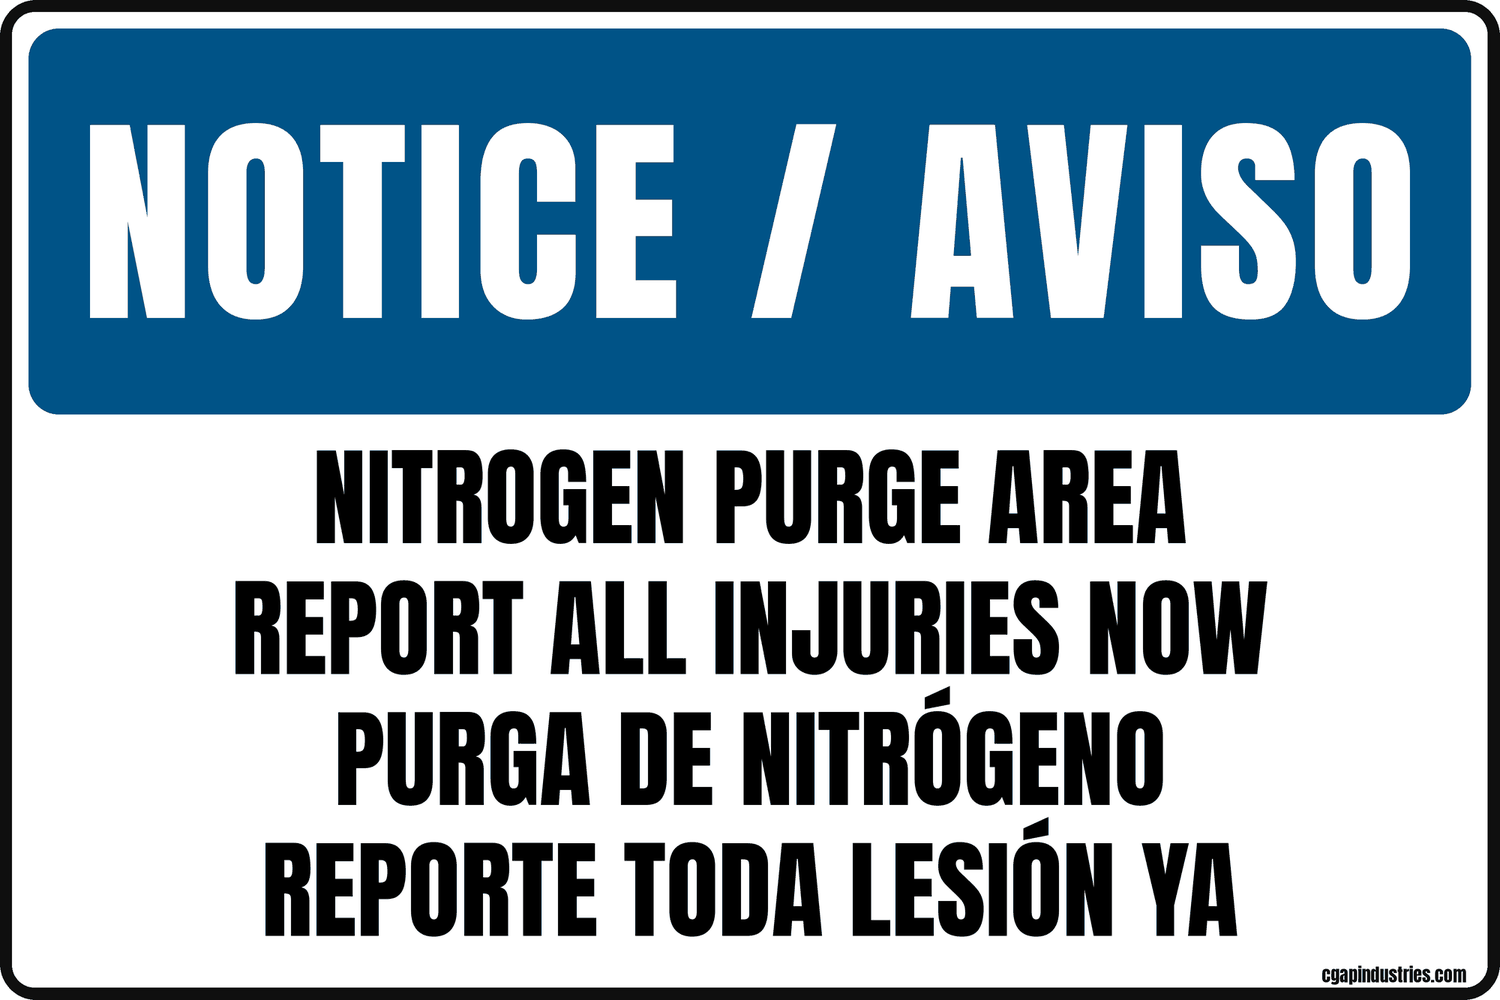 NOTICE / AVISO
NITROGEN PURGE AREA
REPORT ALL INJURIES NOW
PURGA DE NITRÓGENO
REPORTE TODA LESIÓN YA
cgapindustries.com